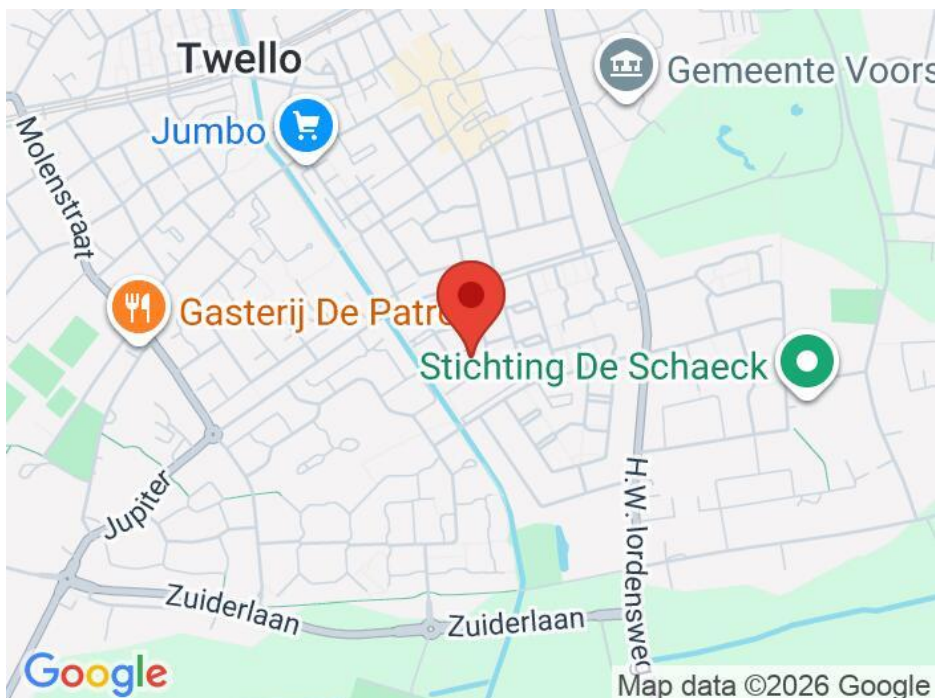 Twello
Gemeente Voors
Jumbo
Molenstraat
Gasterij De Patro
Stichting De Schaeck
H.W. Iordensweg
Jupiter
Zuiderlaan
Zuiderlaan
Google
Map data ©2026 Google